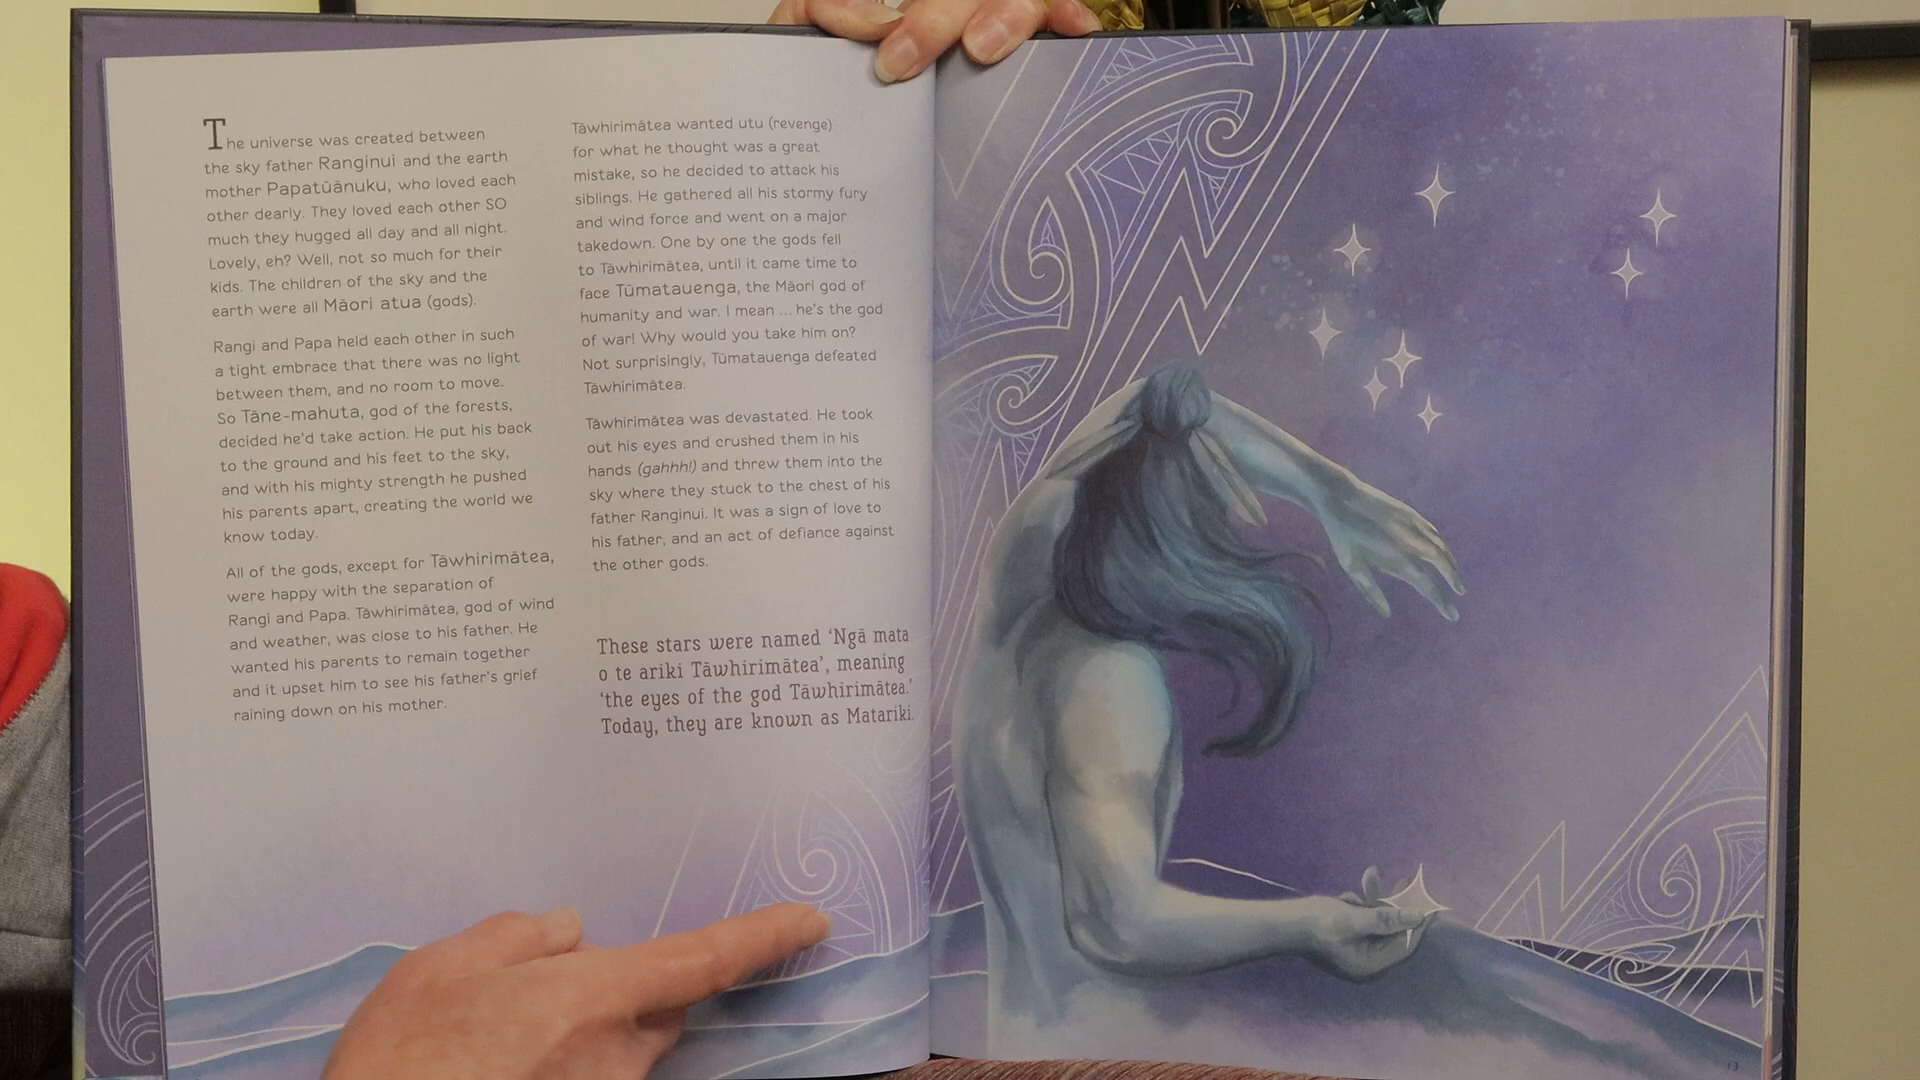 The universe was created between
the sky father Ranginui and the earth
mother Papatūānuku, who loved each
other dearly. They loved each other SO
much they hugged all day and all night.
Lovely, eh? Well, not so much for their
kids. The children of the sky and the
earth were all Māori atua (gods).
Rangi and Papa held each other in such
a tight embrace that there was no light
between them, and no room to move.
So Tāne-mahuta, god of the forests,
decided he'd take action. He put his back
to the ground and his feet to the sky,
and with his mighty strength he pushed
his parents apart, creating the world we
know today.
All of the gods, except for Tāwhirimātea,
were happy with the separation of
Rangi and Papa. Tāwhirimātea, god of wind
and weather, was close to his father. He
wanted his parents to remain together
and it upset him to see his father's grief
raining down on his mother.
Tāwhirimātea wanted utu (revenge)
for what he thought was a great
mistake, so he decided to attack his
siblings. He gathered all his stormy fury
and wind force and went on a major
takedown. One by one the gods fell
to Tāwhirimātea, until it came time to
face Tūmatauenga, the Māori god of
humanity and war. I mean ... he's the god
of war! Why would you take him on?
Not surprisingly, Tūmatauenga defeated
Tāwhirimātea.
Tāwhirimātea was devastated. He took
out his eyes and crushed them in his
hands (gahhh!) and threw them into the
sky where they stuck to the chest of his
father Ranginui. It was a sign of love to
his father, and an act of defiance against
the other gods.
These stars were named ‘Ngā mata
o te ariki Tāwhirimātea’, meaning
‘the eyes of the god Tāwhirimātea.’
Today, they are known as Matariki.
13